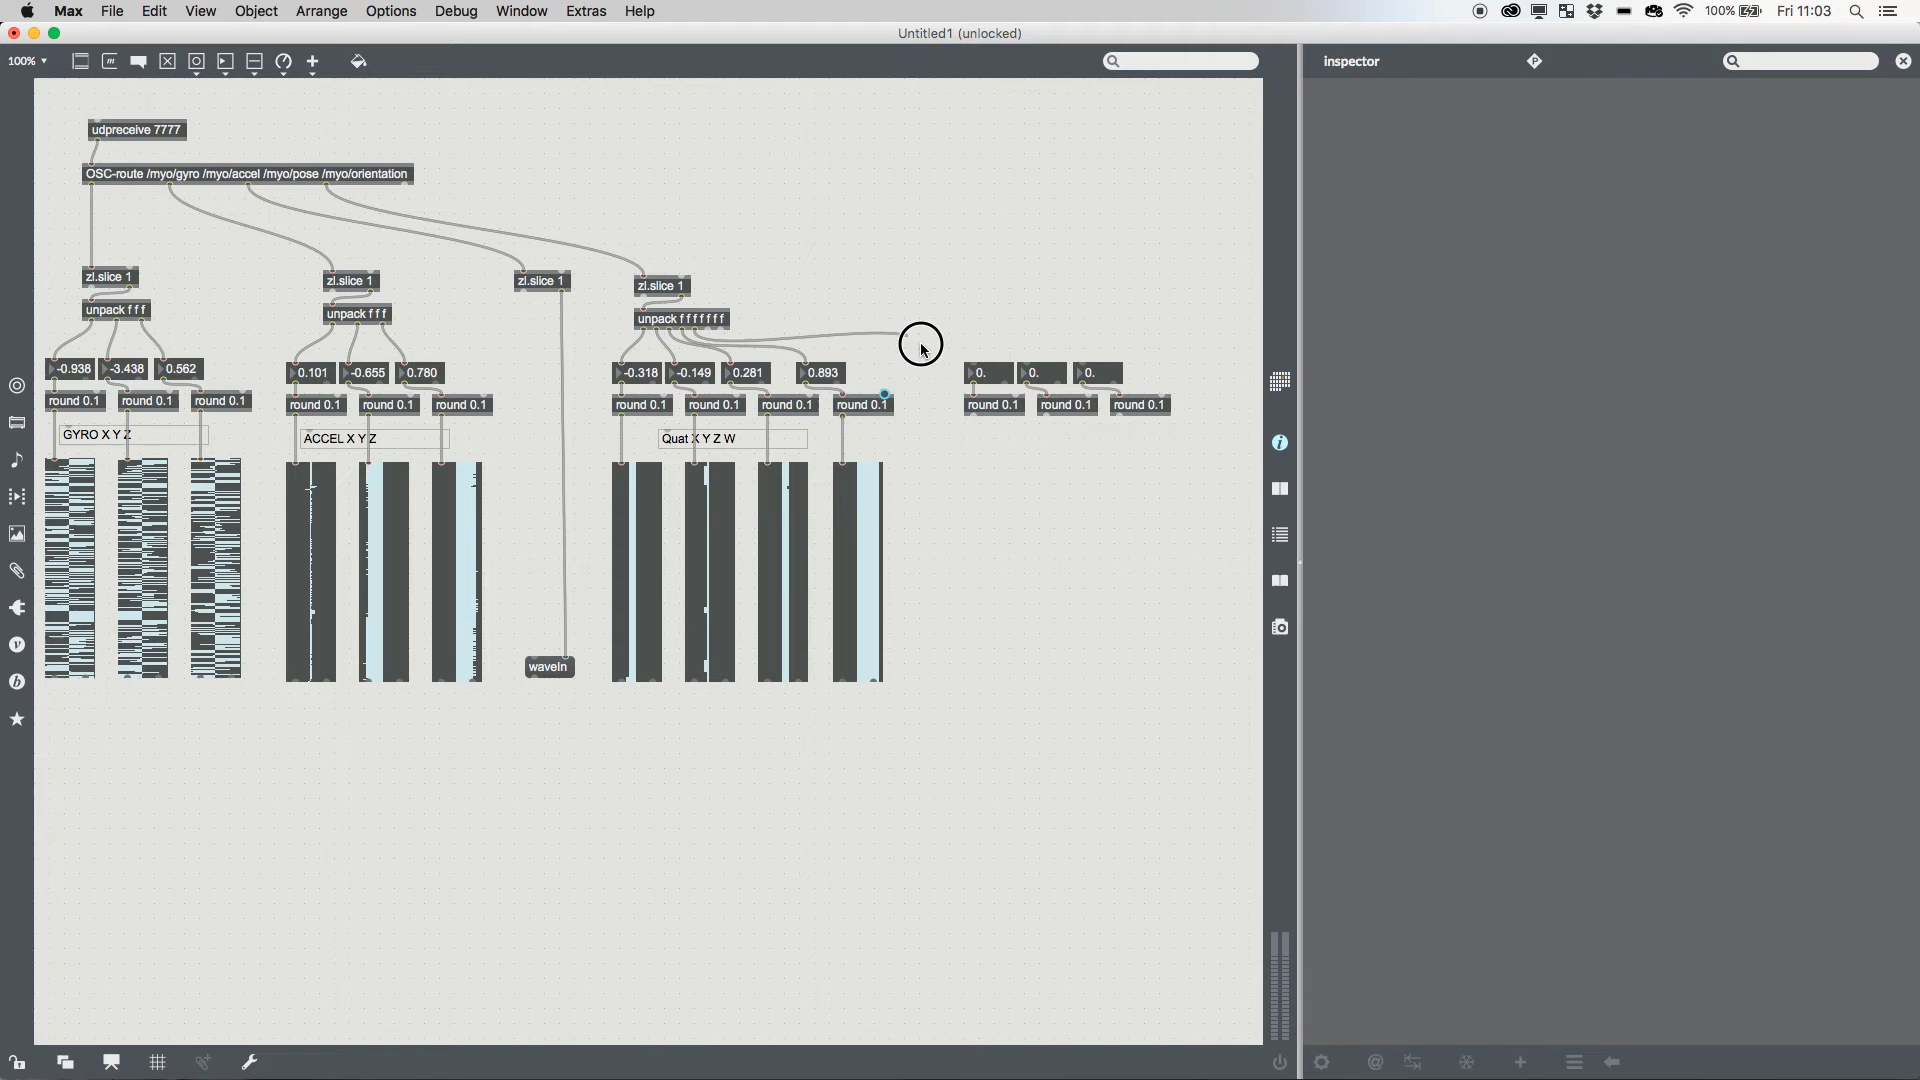 Max File Edit View Object Arrange Options Debug Window Extras Help 100% Fri 11:03
Untitled1 (unlocked)
100%
inspector
udpreceive 7777
OSC-route /myo/gyro /myo/accel /myo/pose /myo/orientation
zl.slice 1
zl.slice 1
zl.slice 1
zl.slice 1
unpack f f f
unpack f f f
unpack f f f f f f f
-0.938 -3.438 0.562
0.101 -0.655 0.780
-0.318 -0.149 0.281 0.893
0. 0. 0.
round 0.1 round 0.1 round 0.1
round 0.1 round 0.1 round 0.1
round 0.1 round 0.1 round 0.1 round 0.1
round 0.1 round 0.1 round 0.1
GYRO X Y Z
ACCEL X Y Z
Quat X Y Z W
waveIn